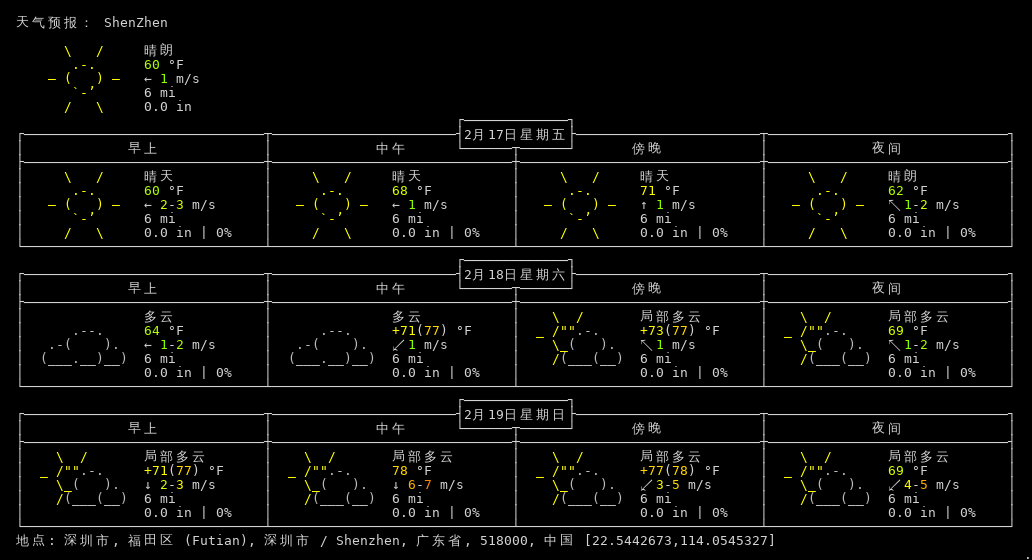 天气预报： ShenZhen
晴朗
60 °F
← 1 m/s
6 mi
0.0 in
2月17日星期五
早上 中午 傍晚 夜间
晴天 晴天 晴天 晴朗
60 °F 68 °F 71 °F 62 °F
← 2-3 m/s ← 1 m/s ↑ 1 m/s ↖ 1-2 m/s
6 mi 6 mi 6 mi 6 mi
0.0 in | 0% 0.0 in | 0% 0.0 in | 0% 0.0 in | 0%
2月18日星期六
早上 中午 傍晚 夜间
多云 多云 局部多云 局部多云
64 °F +71(77) °F +73(77) °F 69 °F
← 1-2 m/s ↙ 1 m/s ↖ 1 m/s ↖ 1-2 m/s
6 mi 6 mi 6 mi 6 mi
0.0 in | 0% 0.0 in | 0% 0.0 in | 0% 0.0 in | 0%
2月19日星期日
早上 中午 傍晚 夜间
局部多云 局部多云 局部多云 局部多云
+71(77) °F 78 °F +77(78) °F 69 °F
↓ 2-3 m/s ↓ 6-7 m/s ↙ 3-5 m/s ↙ 4-5 m/s
6 mi 6 mi 6 mi 6 mi
0.0 in | 0% 0.0 in | 0% 0.0 in | 0% 0.0 in | 0%
地点: 深圳市, 福田区 (Futian), 深圳市 / Shenzhen, 广东省, 518000, 中国 [22.5442673,114.0545327]